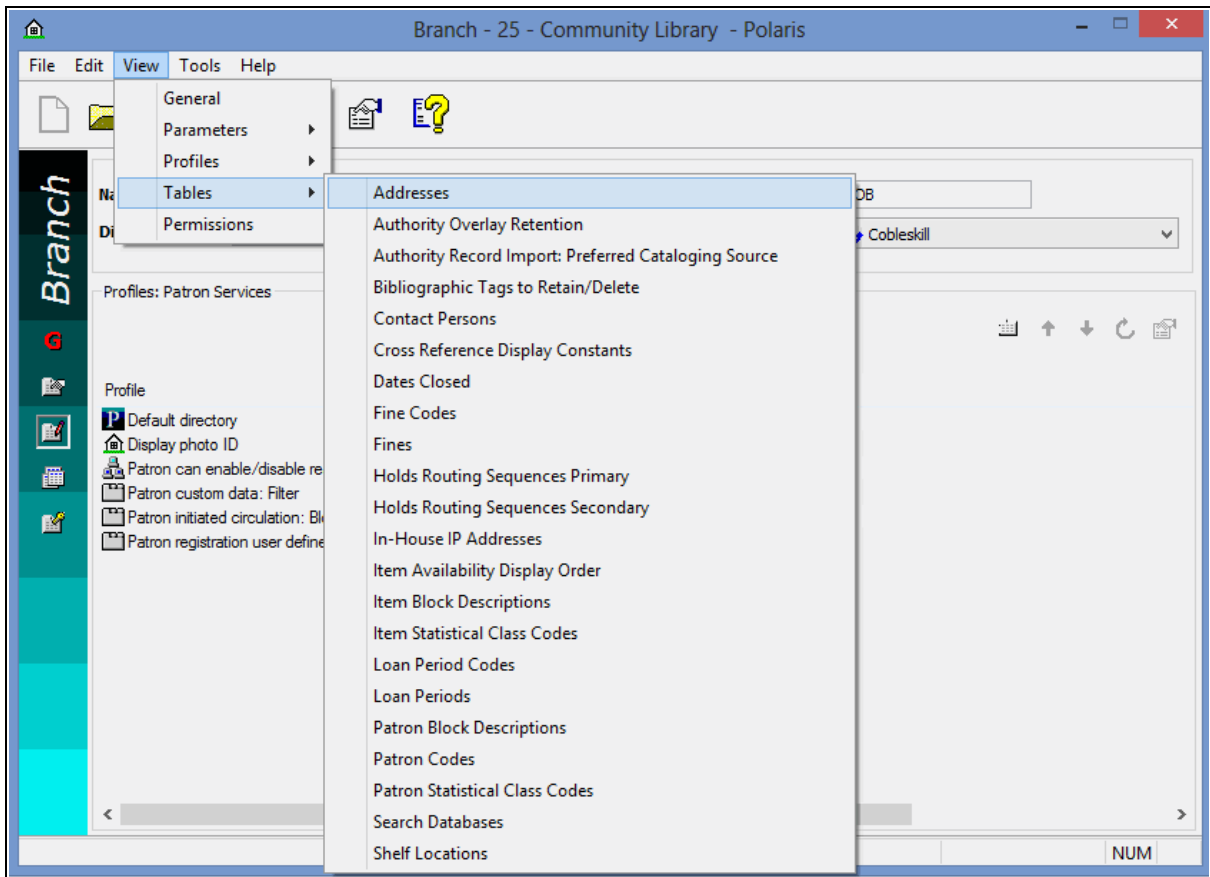 Branch - 25 - Community Library - Polaris
File Edit View Tools Help
General
Parameters
Profiles
Tables
Permissions
Branch
Na
Di
OB
Cobleskill
Addresses
Authority Overlay Retention
Authority Record Import: Preferred Cataloging Source
Bibliographic Tags to Retain/Delete
Contact Persons
Cross Reference Display Constants
Dates Closed
Fine Codes
Fines
Holds Routing Sequences Primary
Holds Routing Sequences Secondary
In-House IP Addresses
Item Availability Display Order
Item Block Descriptions
Item Statistical Class Codes
Loan Period Codes
Loan Periods
Patron Block Descriptions
Patron Codes
Patron Statistical Class Codes
Search Databases
Shelf Locations
Profiles: Patron Services
G
Profile
P Default directory
Display photo ID
Patron can enable/disable re
Patron custom data: Filter
Patron initiated circulation: Bl
Patron registration user define
NUM